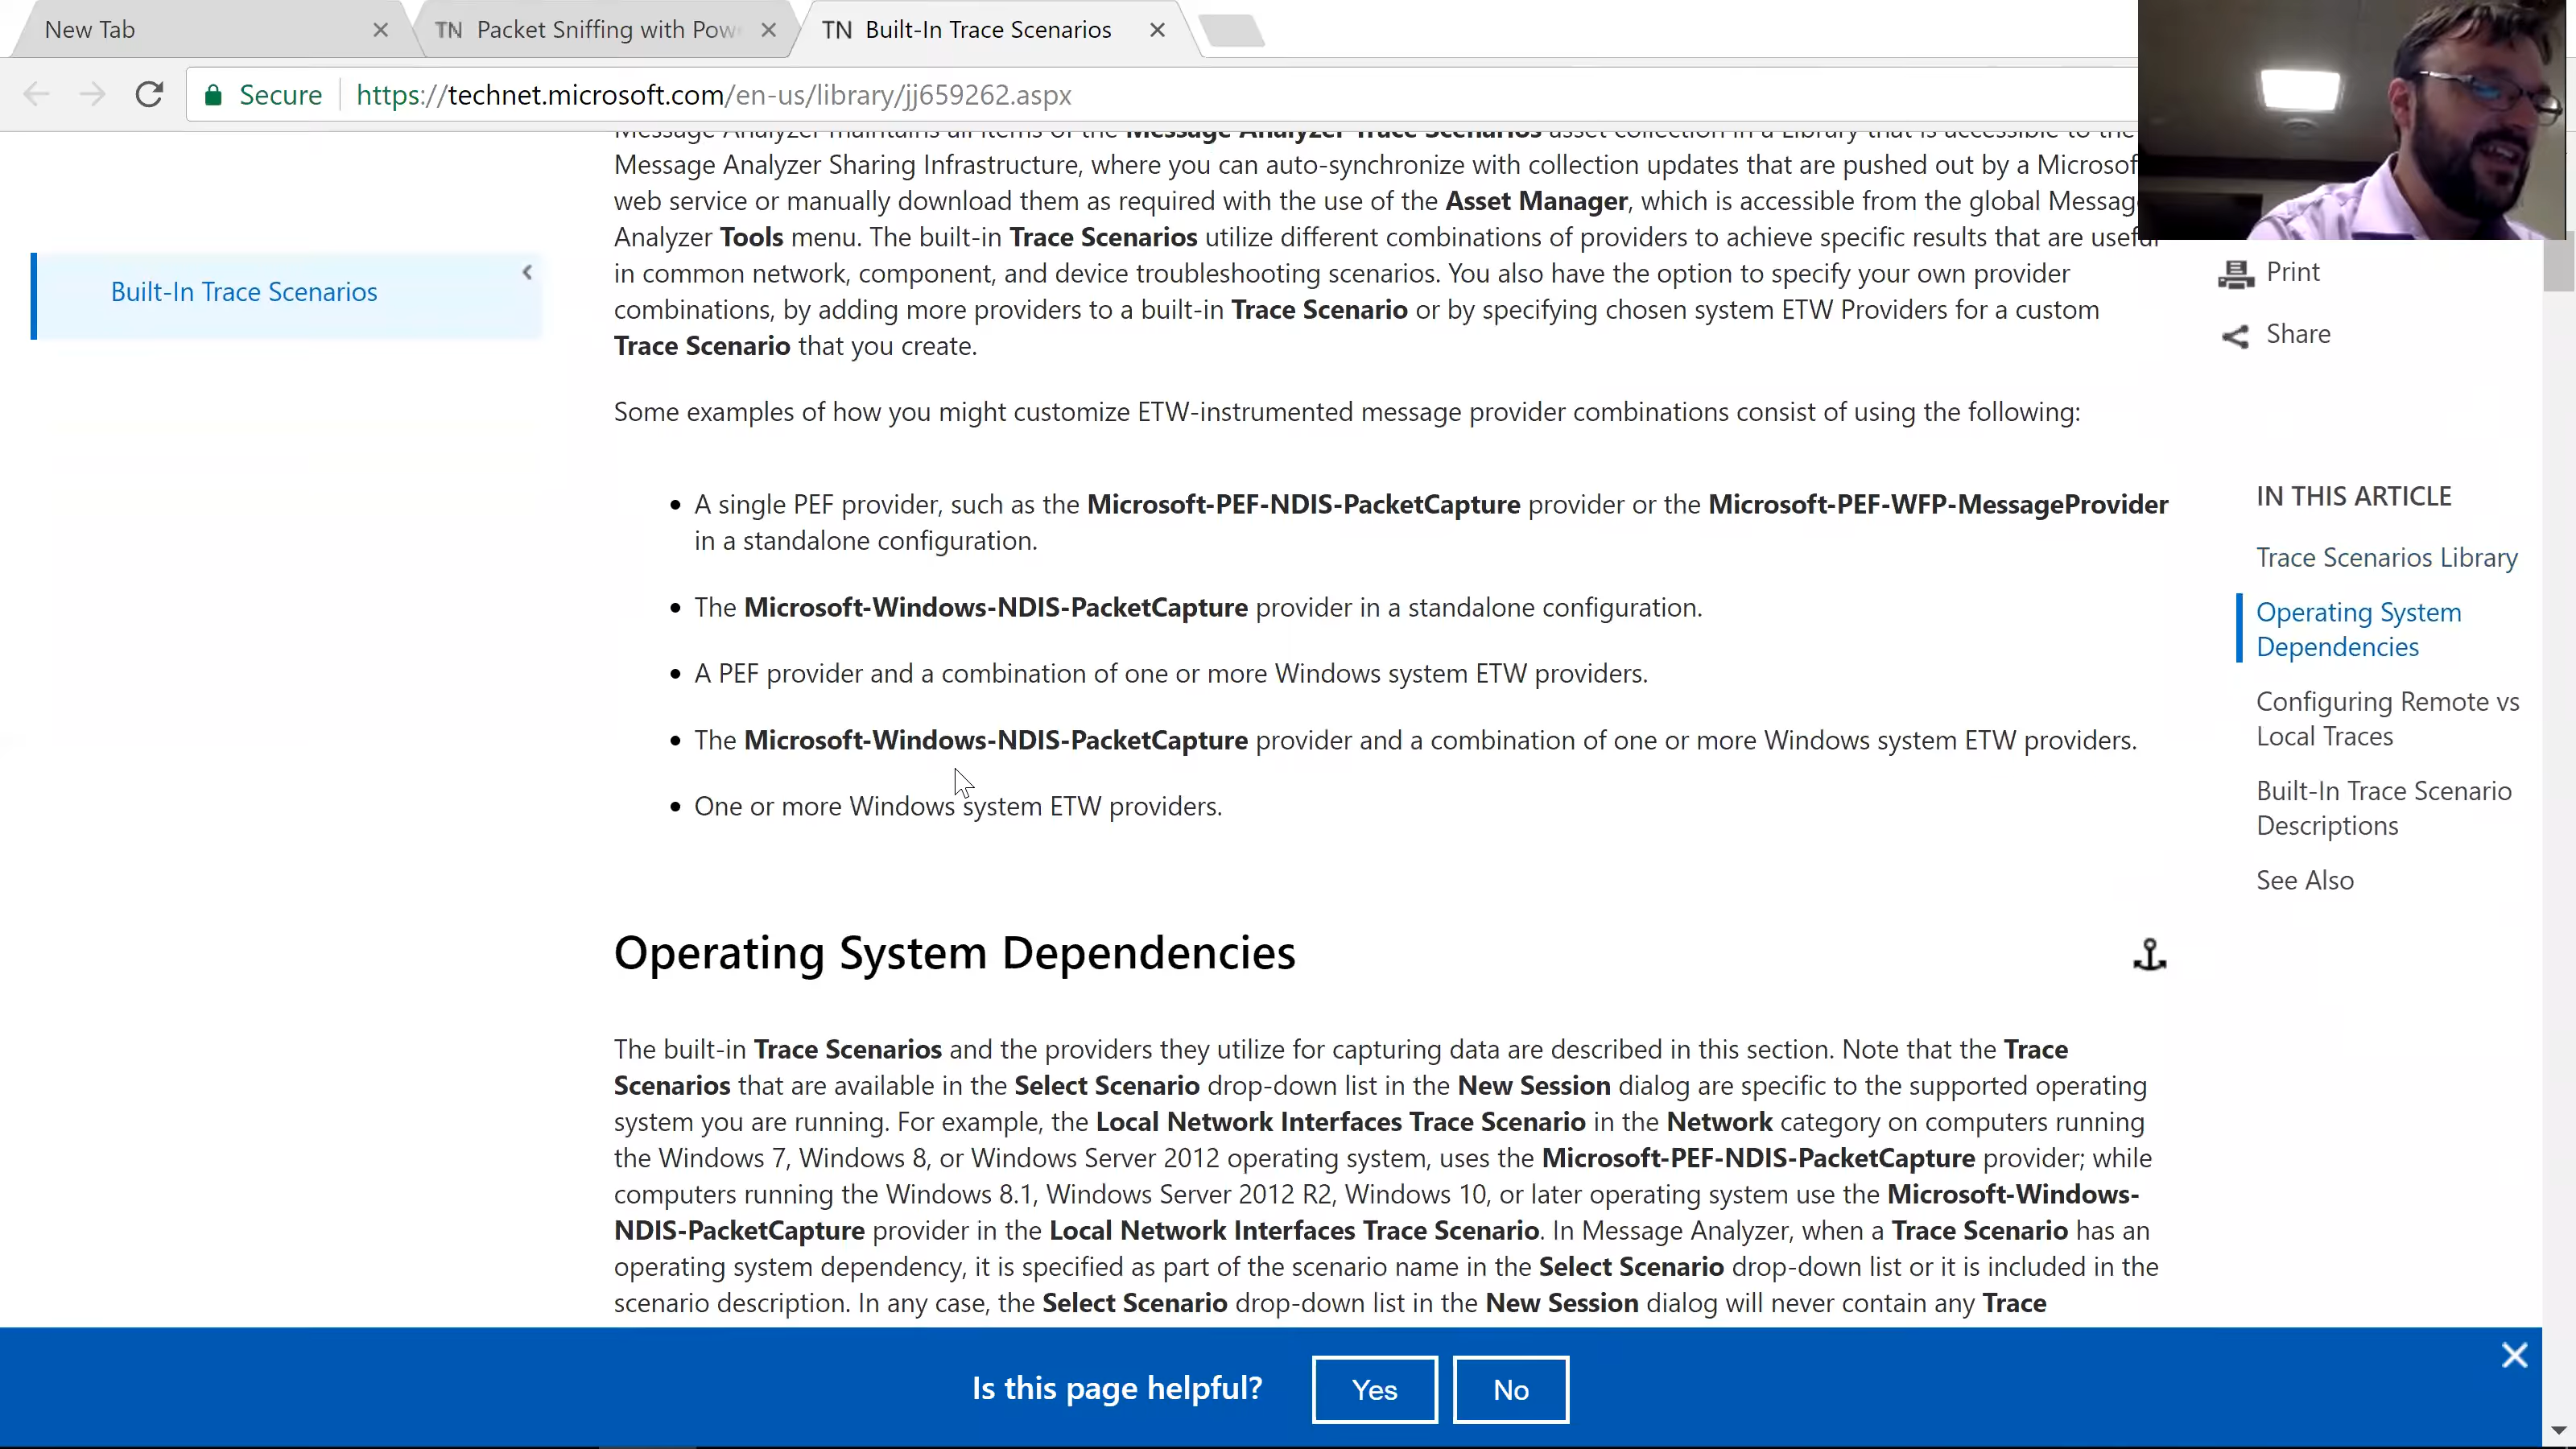 New Tab
TN Packet Sniffing with Pow
TN Built-In Trace Scenarios
Secure
https://technet.microsoft.com/en-us/library/jj659262.aspx
Message Analyzer maintains all items of the Message Analyzer Trace Scenarios asset collection in a Library that is accessible to the
Message Analyzer Sharing Infrastructure, where you can auto-synchronize with collection updates that are pushed out by a Microsof
web service or manually download them as required with the use of the Asset Manager, which is accessible from the global Messag
Analyzer Tools menu. The built-in Trace Scenarios utilize different combinations of providers to achieve specific results that are useful
in common network, component, and device troubleshooting scenarios. You also have the option to specify your own provider
combinations, by adding more providers to a built-in Trace Scenario or by specifying chosen system ETW Providers for a custom
Trace Scenario that you create.
Some examples of how you might customize ETW-instrumented message provider combinations consist of using the following:
• A single PEF provider, such as the Microsoft-PEF-NDIS-PacketCapture provider or the Microsoft-PEF-WFP-MessageProvider
in a standalone configuration.
• The Microsoft-Windows-NDIS-PacketCapture provider in a standalone configuration.
• A PEF provider and a combination of one or more Windows system ETW providers.
• The Microsoft-Windows-NDIS-PacketCapture provider and a combination of one or more Windows system ETW providers.
• One or more Windows system ETW providers.
Operating System Dependencies
The built-in Trace Scenarios and the providers they utilize for capturing data are described in this section. Note that the Trace
Scenarios that are available in the Select Scenario drop-down list in the New Session dialog are specific to the supported operating
system you are running. For example, the Local Network Interfaces Trace Scenario in the Network category on computers running
the Windows 7, Windows 8, or Windows Server 2012 operating system, uses the Microsoft-PEF-NDIS-PacketCapture provider; while
computers running the Windows 8.1, Windows Server 2012 R2, Windows 10, or later operating system use the Microsoft-Windows-
NDIS-PacketCapture provider in the Local Network Interfaces Trace Scenario. In Message Analyzer, when a Trace Scenario has an
operating system dependency, it is specified as part of the scenario name in the Select Scenario drop-down list or it is included in the
scenario description. In any case, the Select Scenario drop-down list in the New Session dialog will never contain any Trace
Built-In Trace Scenarios
Print
Share
IN THIS ARTICLE
Trace Scenarios Library
Operating System
Dependencies
Configuring Remote vs
Local Traces
Built-In Trace Scenario
Descriptions
See Also
Is this page helpful?
Yes
No